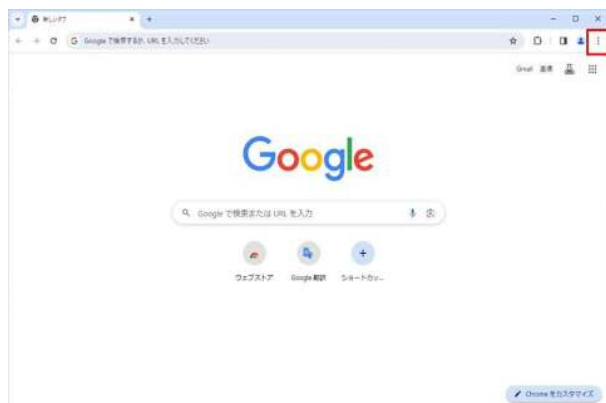 新しいタブ
Google で検索するか、URL を入力してください
Gmail 画像
Google
Google で検索または URL を入力
ウェブストア
Google 翻訳
ショートカッ...
Chrome をカスタマイズ